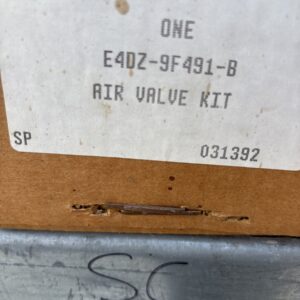 ONE
E4DZ-9F491-B
AIR VALVE KIT
SP 031392
SC